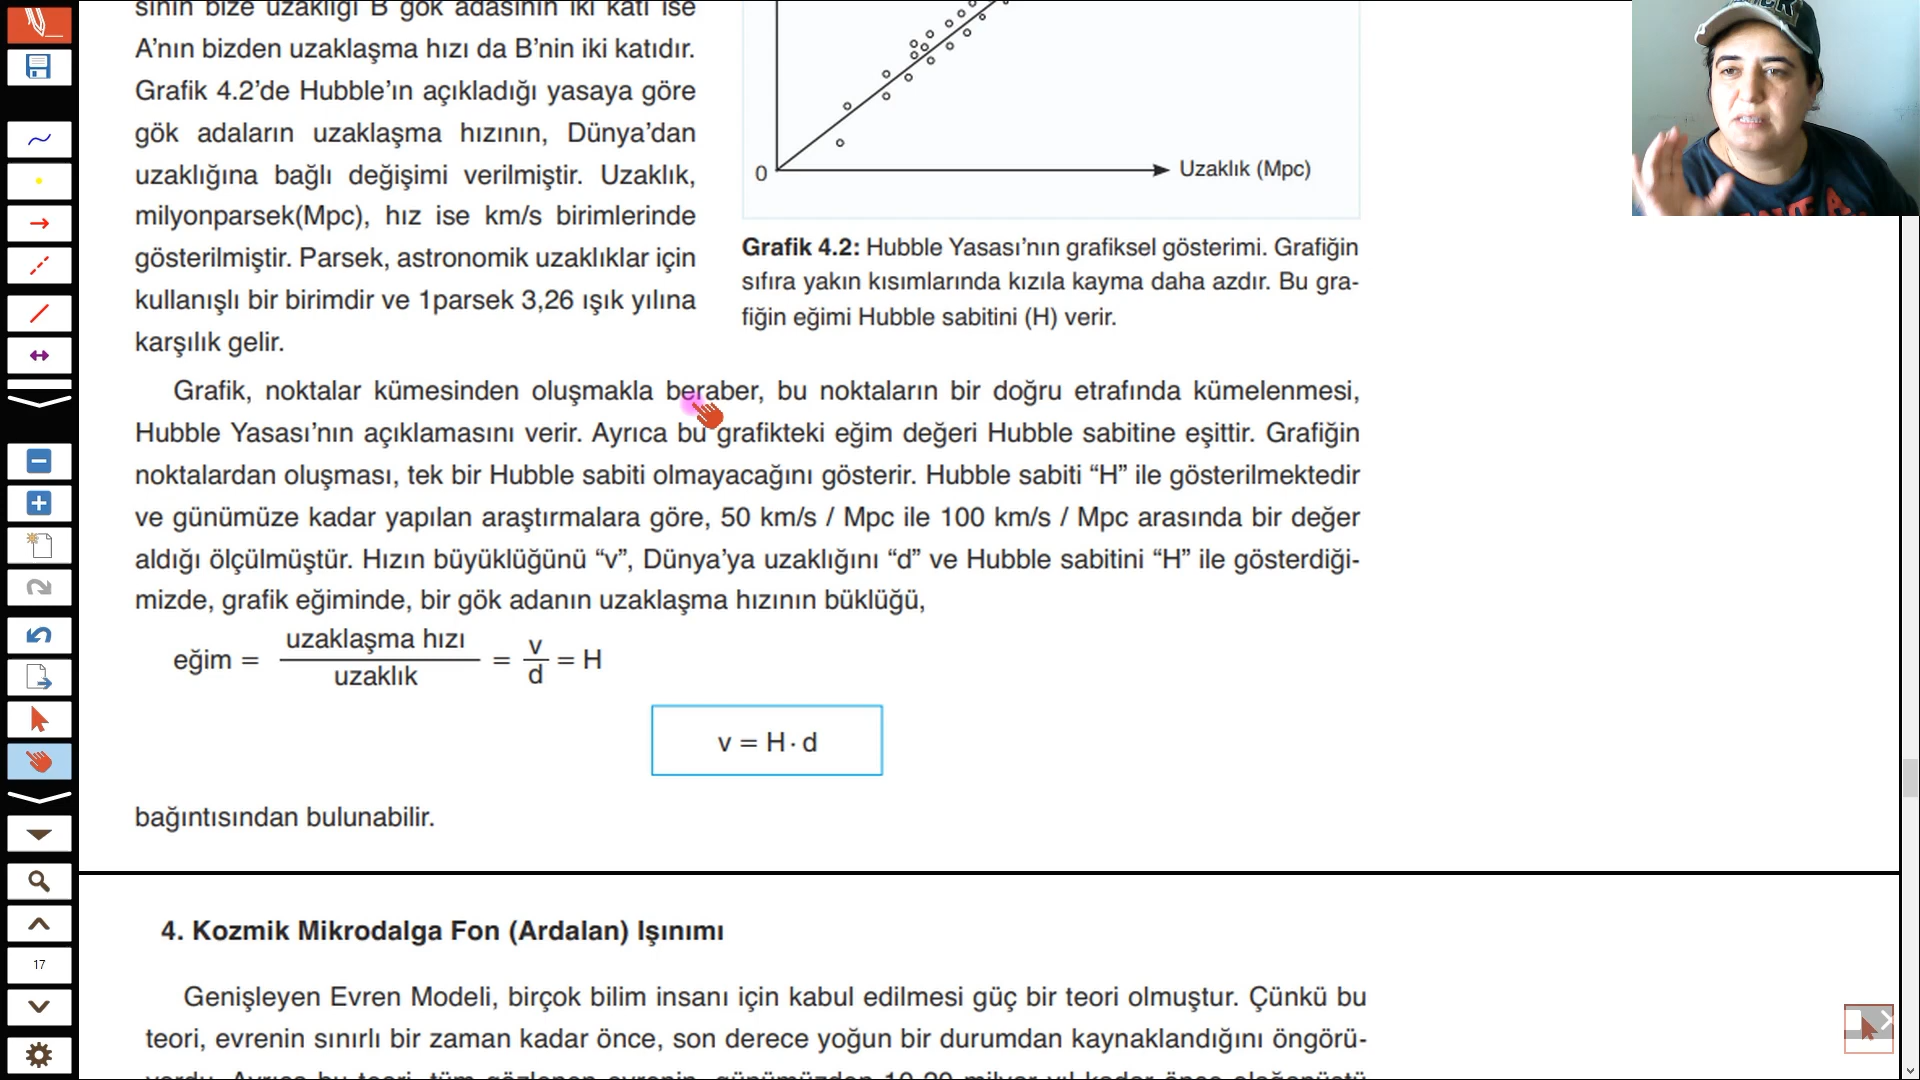 sının bize uzaklığı B gök adasının iki katı ise
A’nın bizden uzaklaşma hızı da B’nin iki katıdır.
Grafik 4.2’de Hubble’ın açıkladığı yasaya göre
gök adaların uzaklaşma hızının, Dünya’dan
uzaklığına bağlı değişimi verilmiştir. Uzaklık,
milyonparsek(Mpc), hız ise km/s birimlerinde
gösterilmiştir. Parsek, astronomik uzaklıklar için
kullanışlı bir birimdir ve 1parsek 3,26 ışık yılına
karşılık gelir.
0
Uzaklık (Mpc)
Grafik 4.2: Hubble Yasası’nın grafiksel gösterimi. Grafiğin
sıfıra yakın kısımlarında kızıla kayma daha azdır. Bu gra-
fiğin eğimi Hubble sabitini (H) verir.
Grafik, noktalar kümesinden oluşmakla beraber, bu noktaların bir doğru etrafında kümelenmesi,
Hubble Yasası’nın açıklamasını verir. Ayrıca bu grafikteki eğim değeri Hubble sabitine eşittir. Grafiğin
noktalardan oluşması, tek bir Hubble sabiti olmayacağını gösterir. Hubble sabiti “H” ile gösterilmektedir
ve günümüze kadar yapılan araştırmalara göre, 50 km/s / Mpc ile 100 km/s / Mpc arasında bir değer
aldığı ölçülmüştür. Hızın büyüklüğünü “v”, Dünya’ya uzaklığını “d” ve Hubble sabitini “H” ile gösterdiği-
mizde, grafik eğiminde, bir gök adanın uzaklaşma hızının büklüğü,
eğim = uzaklaşma hızı / uzaklık = v / d = H
v = H · d
bağıntısından bulunabilir.
4. Kozmik Mikrodalga Fon (Ardalan) Işınımı
Genişleyen Evren Modeli, birçok bilim insanı için kabul edilmesi güç bir teori olmuştur. Çünkü bu
teori, evrenin sınırlı bir zaman kadar önce, son derece yoğun bir durumdan kaynaklandığını öngörü-
17